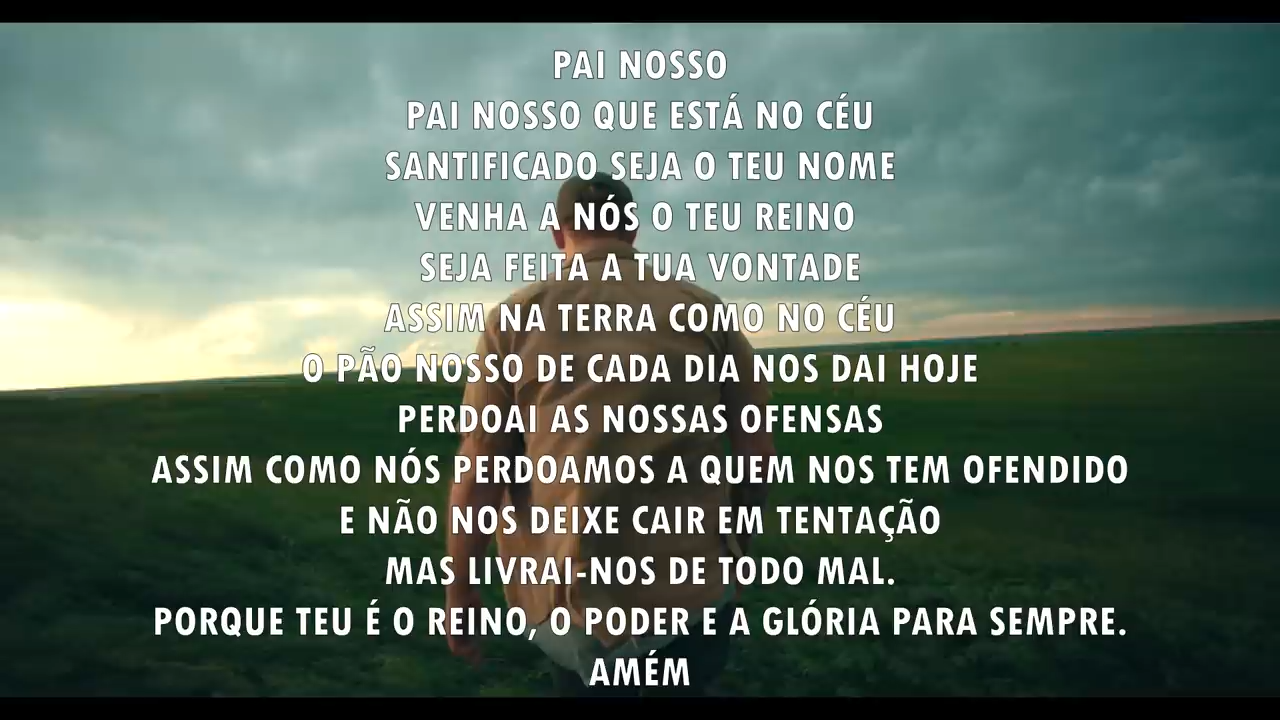 PAI NOSSO
PAI NOSSO QUE ESTÁ NO CÉU
SANTIFICADO SEJA O TEU NOME
VENHA A NÓS O TEU REINO
SEJA FEITA A TUA VONTADE
ASSIM NA TERRA COMO NO CÉU
O PÃO NOSSO DE CADA DIA NOS DAI HOJE
PERDOAI AS NOSSAS OFENSAS
ASSIM COMO NÓS PERDOAMOS A QUEM NOS TEM OFENDIDO
E NÃO NOS DEIXE CAIR EM TENTAÇÃO
MAS LIVRAI-NOS DE TODO MAL.
PORQUE TEU É O REINO, O PODER E A GLÓRIA PARA SEMPRE.
AMÉM